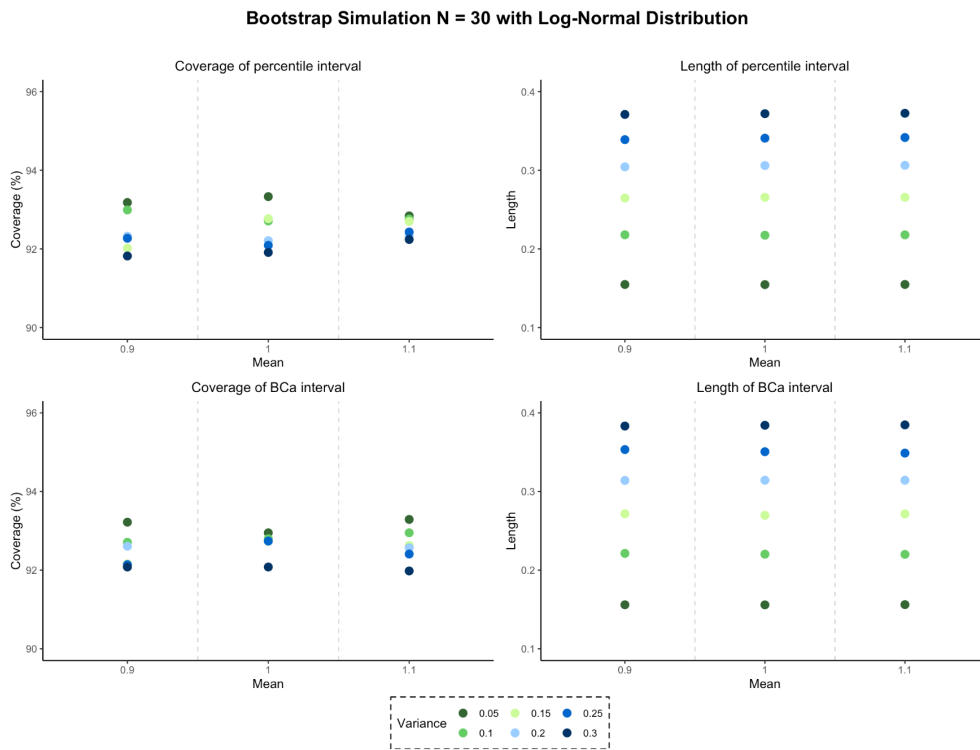 Bootstrap Simulation N = 30 with Log-Normal Distribution
Coverage of percentile interval
96
94
92
90
Coverage (%)
0.9 1 1.1
Mean
Length of percentile interval
0.4
0.3
0.2
0.1
Length
0.9 1 1.1
Mean
Coverage of BCa interval
96
94
92
90
Coverage (%)
0.9 1 1.1
Mean
Length of BCa interval
0.4
0.3
0.2
0.1
Length
0.9 1 1.1
Mean
Variance
0.05 0.15 0.25
0.1 0.2 0.3